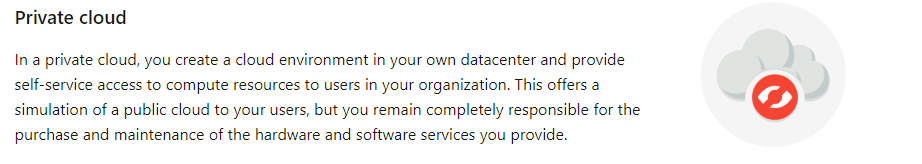 Private cloud
In a private cloud, you create a cloud environment in your own datacenter and provide
self-service access to compute resources to users in your organization. This offers a
simulation of a public cloud to your users, but you remain completely responsible for the
purchase and maintenance of the hardware and software services you provide.